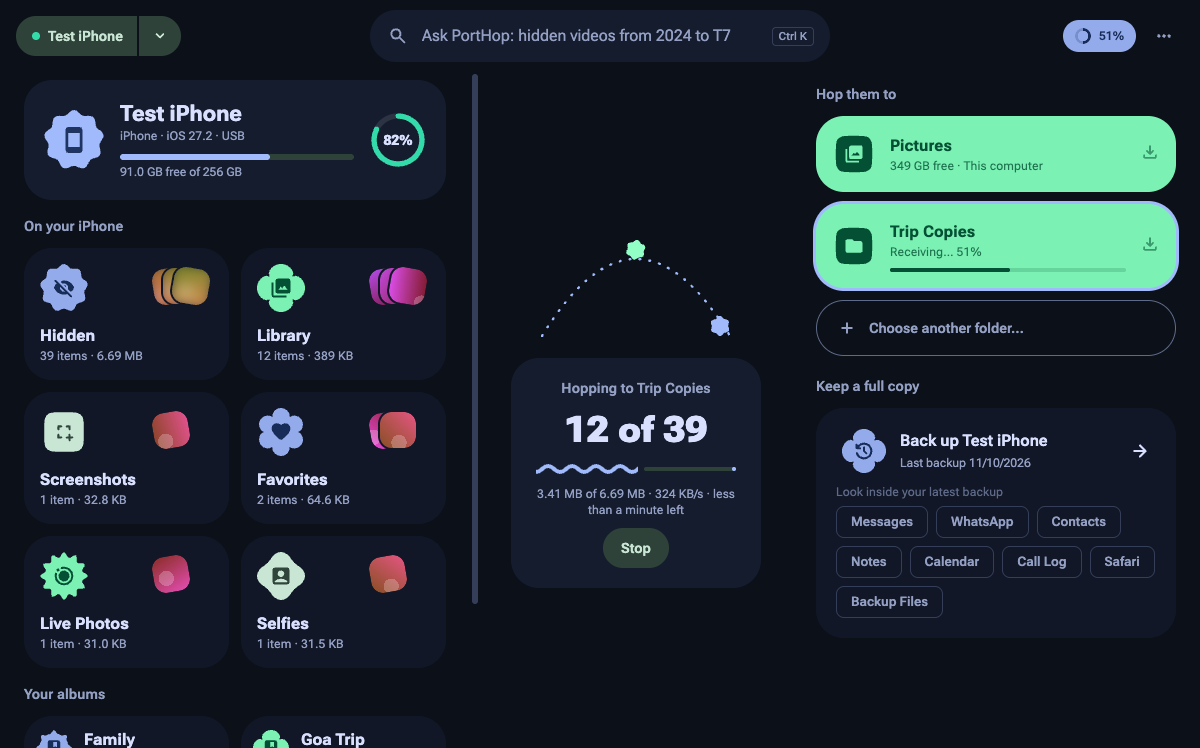 Test iPhone
Ask PortHop: hidden videos from 2024 to T7
Ctrl K
51%
Test iPhone
iPhone · iOS 27.2 · USB
91.0 GB free of 256 GB
82%
On your iPhone
Hidden
39 items · 6.69 MB
Library
12 items · 389 KB
Screenshots
1 item · 32.8 KB
Favorites
2 items · 64.6 KB
Live Photos
1 item · 31.0 KB
Selfies
1 item · 31.5 KB
Your albums
Family
Goa Trip
Hopping to Trip Copies
12 of 39
3.41 MB of 6.69 MB · 324 KB/s · less
than a minute left
Stop
Hop them to
Pictures
349 GB free · This computer
Trip Copies
Receiving... 51%
Choose another folder...
Keep a full copy
Back up Test iPhone
Last backup 11/10/2026
Look inside your latest backup
Messages
WhatsApp
Contacts
Notes
Calendar
Call Log
Safari
Backup Files